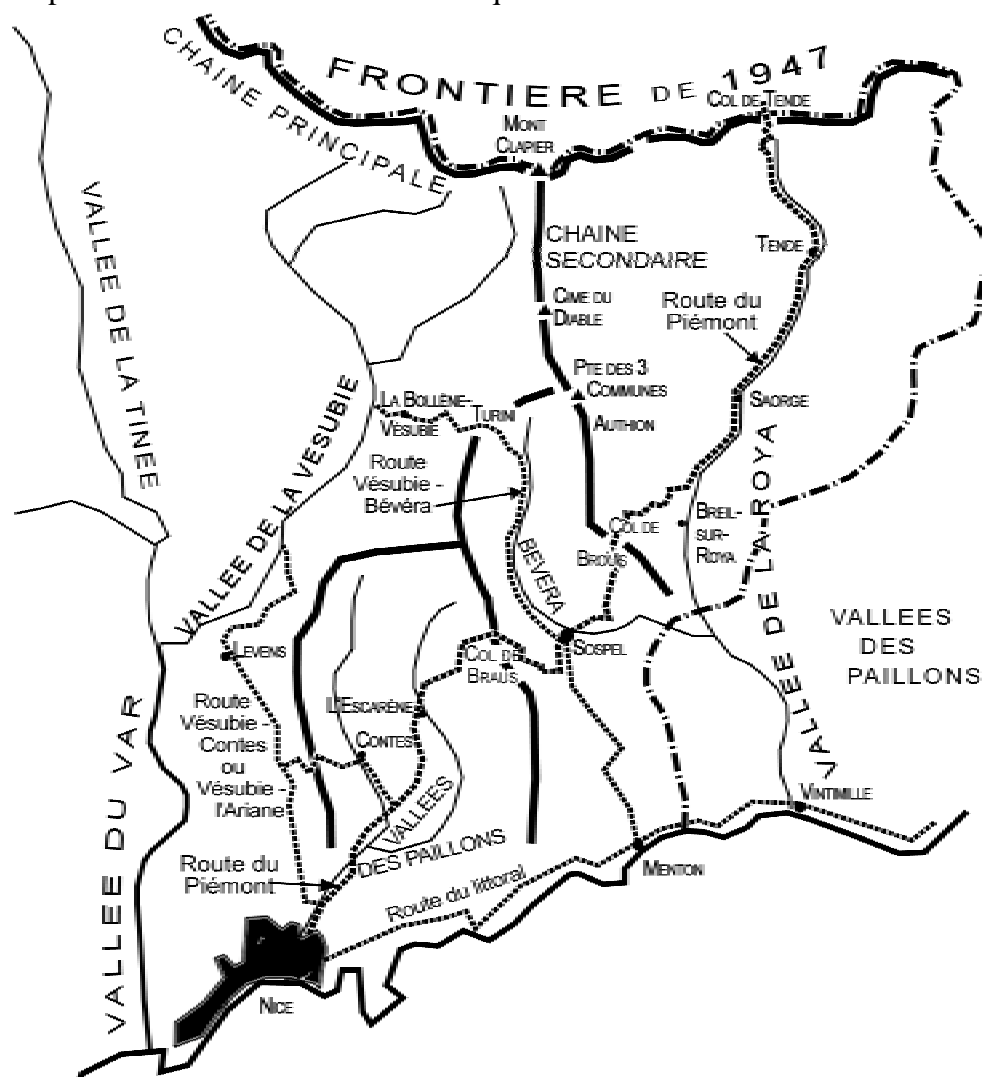 FRONTIERE DE 1947
CHAINE PRINCIPALE
COL DE TENDE
MONT
CLAPIER
VALLEE DE LA TINEE
CHAINE
SECONDAIRE
TENDE
CIME DU
DIABLE
Route du
Piémont
PTE DES 3
COMMUNES
LA BOLLÈNE-
VÉSUBIE
TURINI
SAORGE
AUTHION
VALLEE DE LA VESUBIE
Route
Vésubie -
Bévéra
COL DE
BROUIS
BREIL-
SUR-
ROYA
BEVERA
VALLEE DE LA ROYA
VALLEES
DES
PAILLONS
LEVENS
COL DE
BRAUS
SOSPEL
Route
Vésubie -
Contes
ou
Vésubie -
l'Ariane
L'ESCARÈNE
CONTES
VALLEE DU VAR
VALLEES
DES PAILLONS
VINTIMILLE
Route du
Piémont
MENTON
Route du littoral
NICE